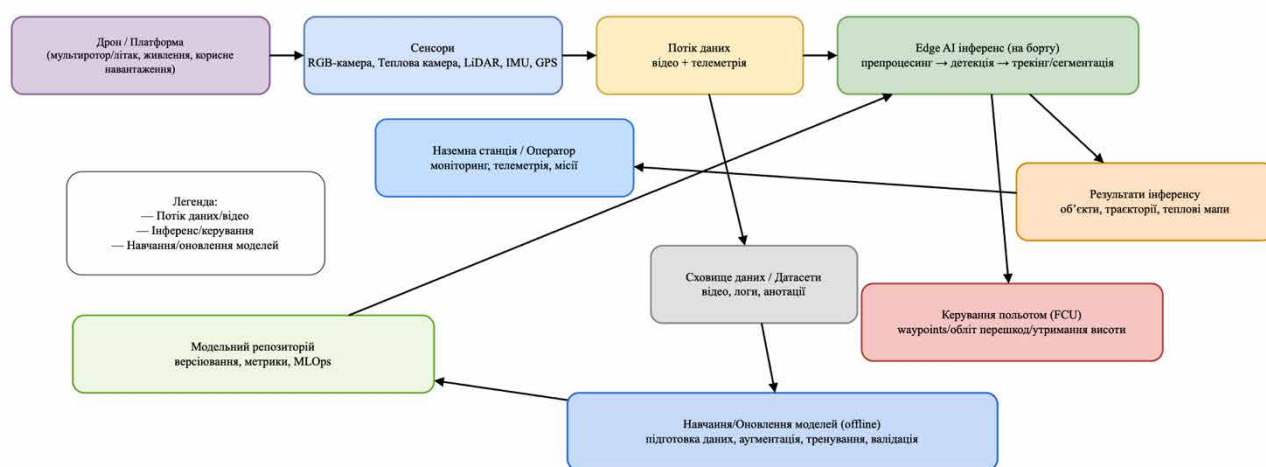 Дрон / Платформа
(мультиротор/літак, живлення, корисне
навантаження)
Сенсори
RGB-камера, Теплова камера, LiDAR, IMU, GPS
Потік даних
відео + телеметрія
Edge AI інференс (на борту)
препроцесинг → детекція → трекінг/сегментація
Наземна станція / Оператор
моніторинг, телеметрія, місії
Результати інференсу
об’єкти, траєкторії, теплові мапи
Легенда:
— Потік даних/відео
— Інференс/керування
— Навчання/оновлення моделей
Сховище даних / Датасети
відео, логи, анотації
Керування польотом (FCU)
waypoints/обліт перешкод/утримання висоти
Модельний репозиторій
версіювання, метрики, MLOps
Навчання/Оновлення моделей (offline)
підготовка даних, аугментація, тренування, валідація